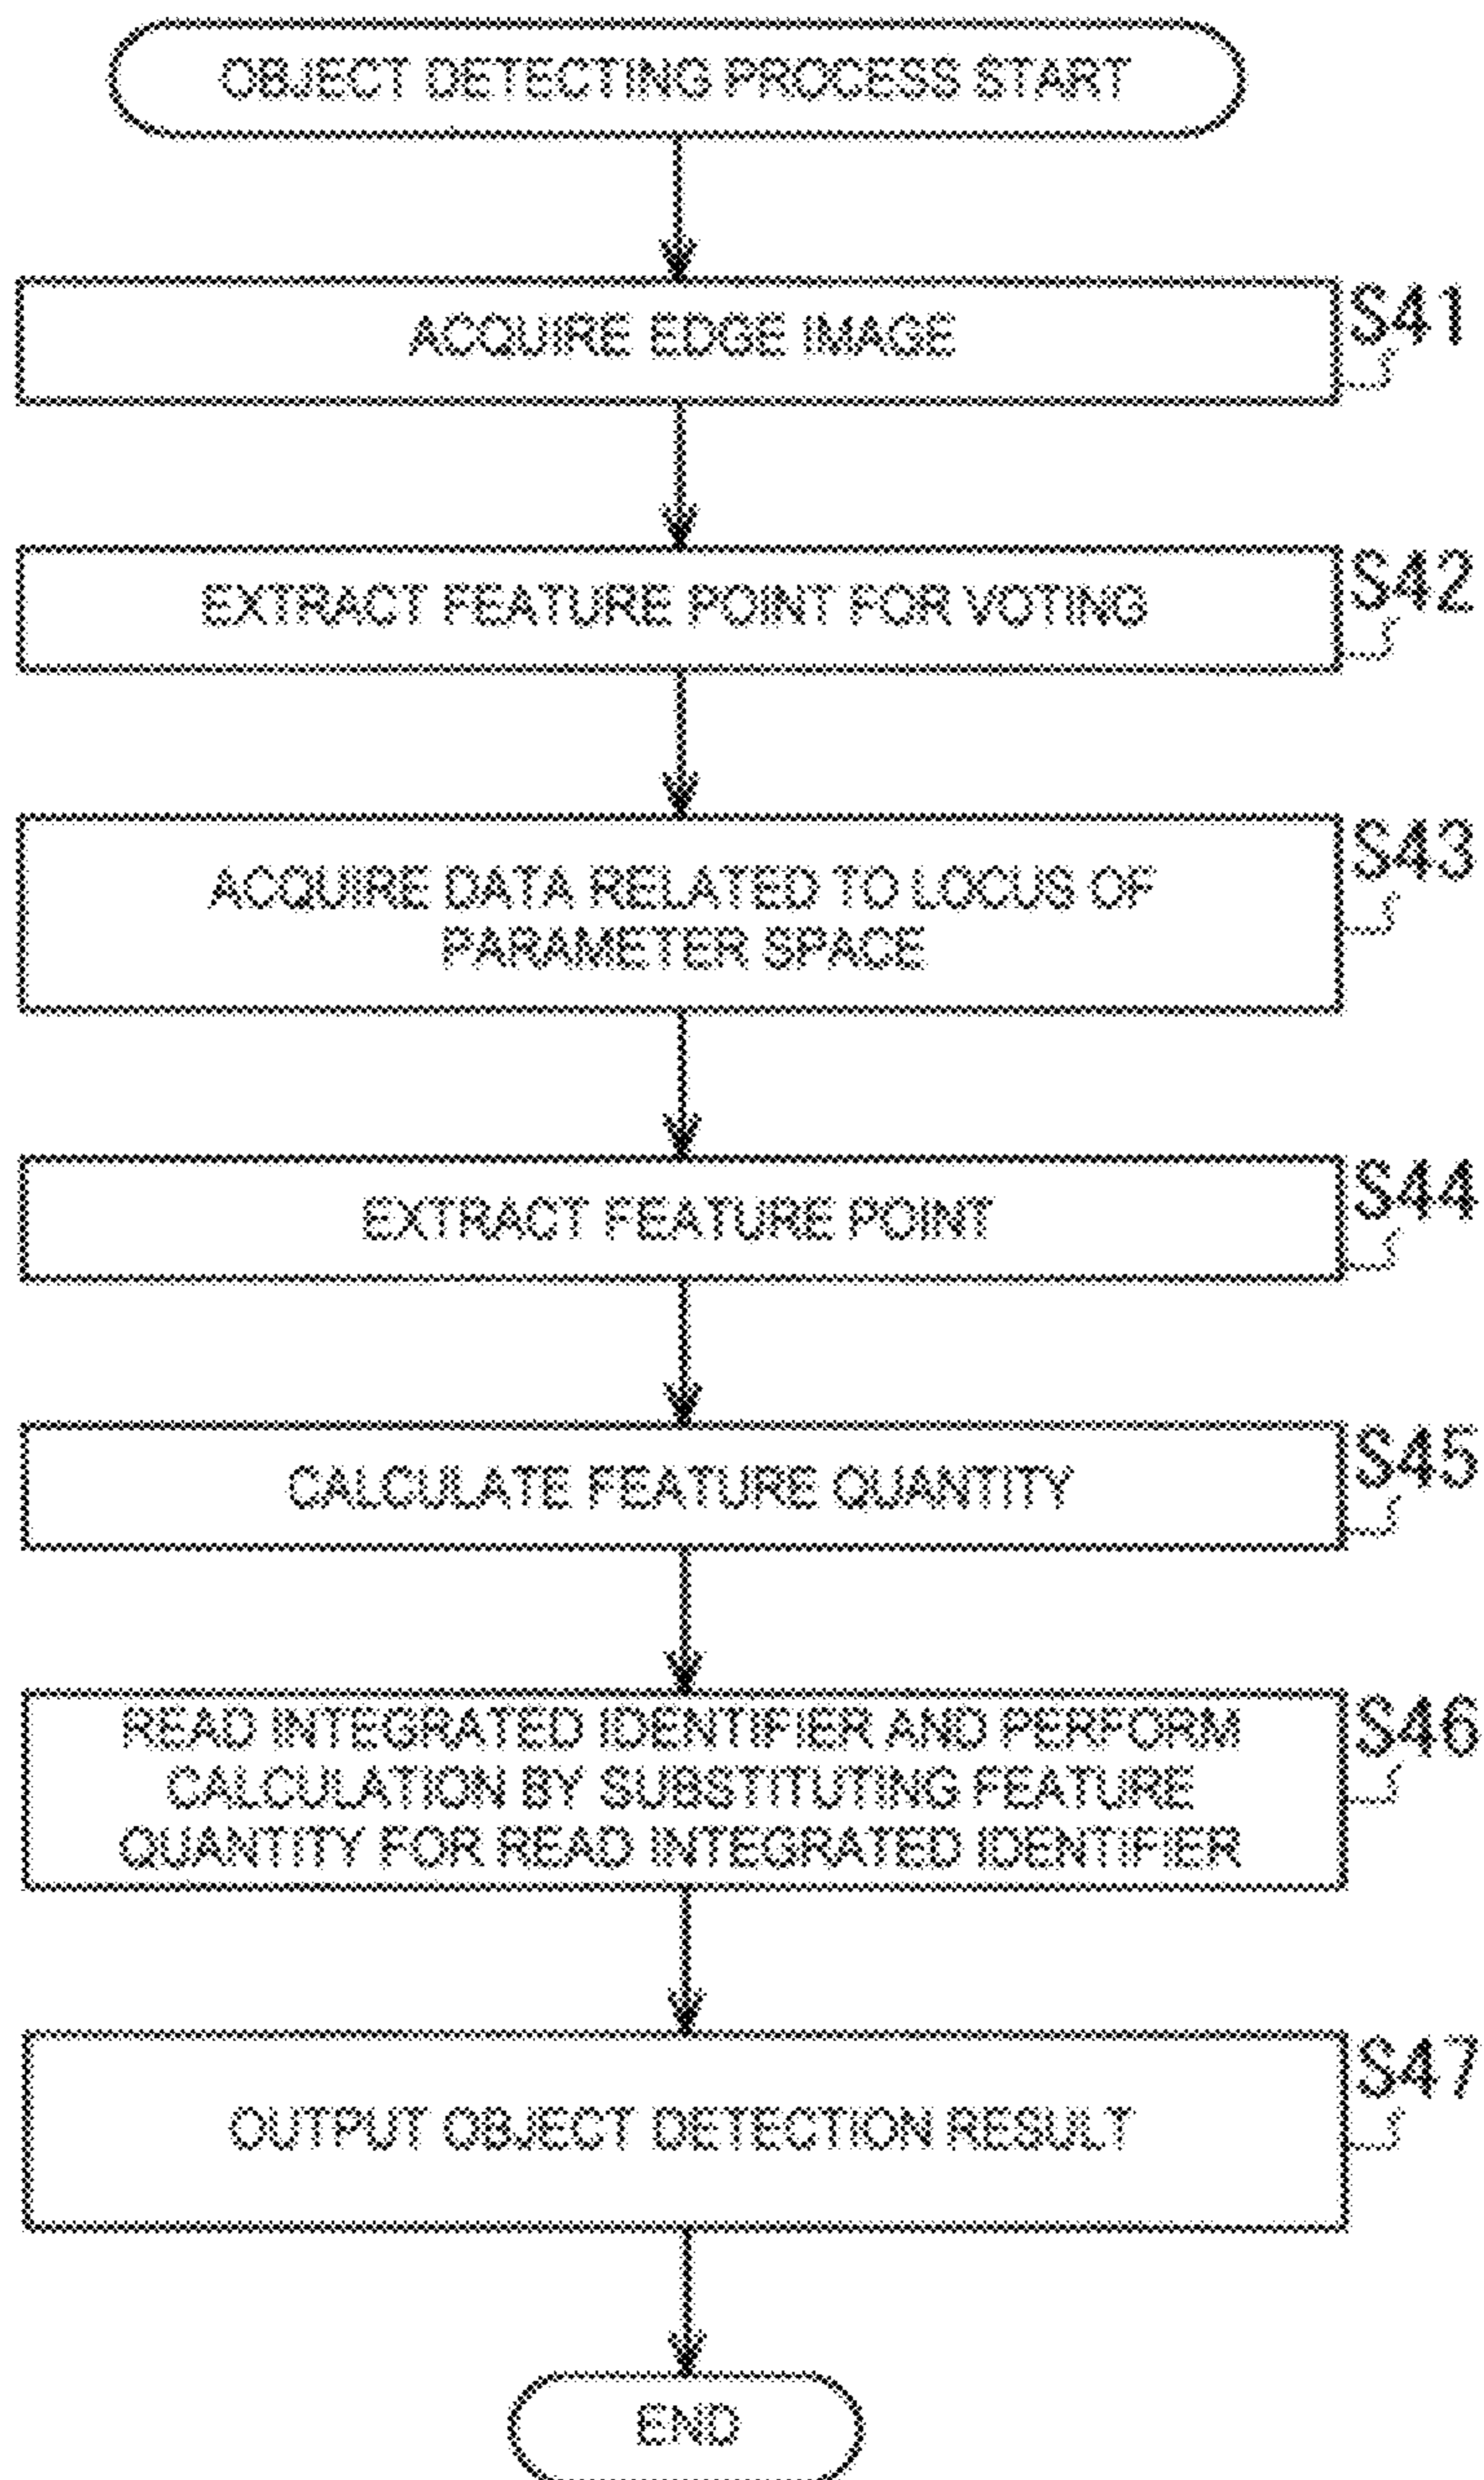 OBJECT DETECTING PROCESS START
ACQUIRE EDGE IMAGE
S41
EXTRACT FEATURE POINT FOR VOTING
S42
ACQUIRE DATA RELATED TO LOCUS OF
PARAMETER SPACE
S43
EXTRACT FEATURE POINT
S44
CALCULATE FEATURE QUANTITY
S45
READ INTEGRATED IDENTIFIER AND PERFORM
CALCULATION BY SUBSTITUTING FEATURE
QUANTITY FOR READ INTEGRATED IDENTIFIER
S46
OUTPUT OBJECT DETECTION RESULT
S47
END